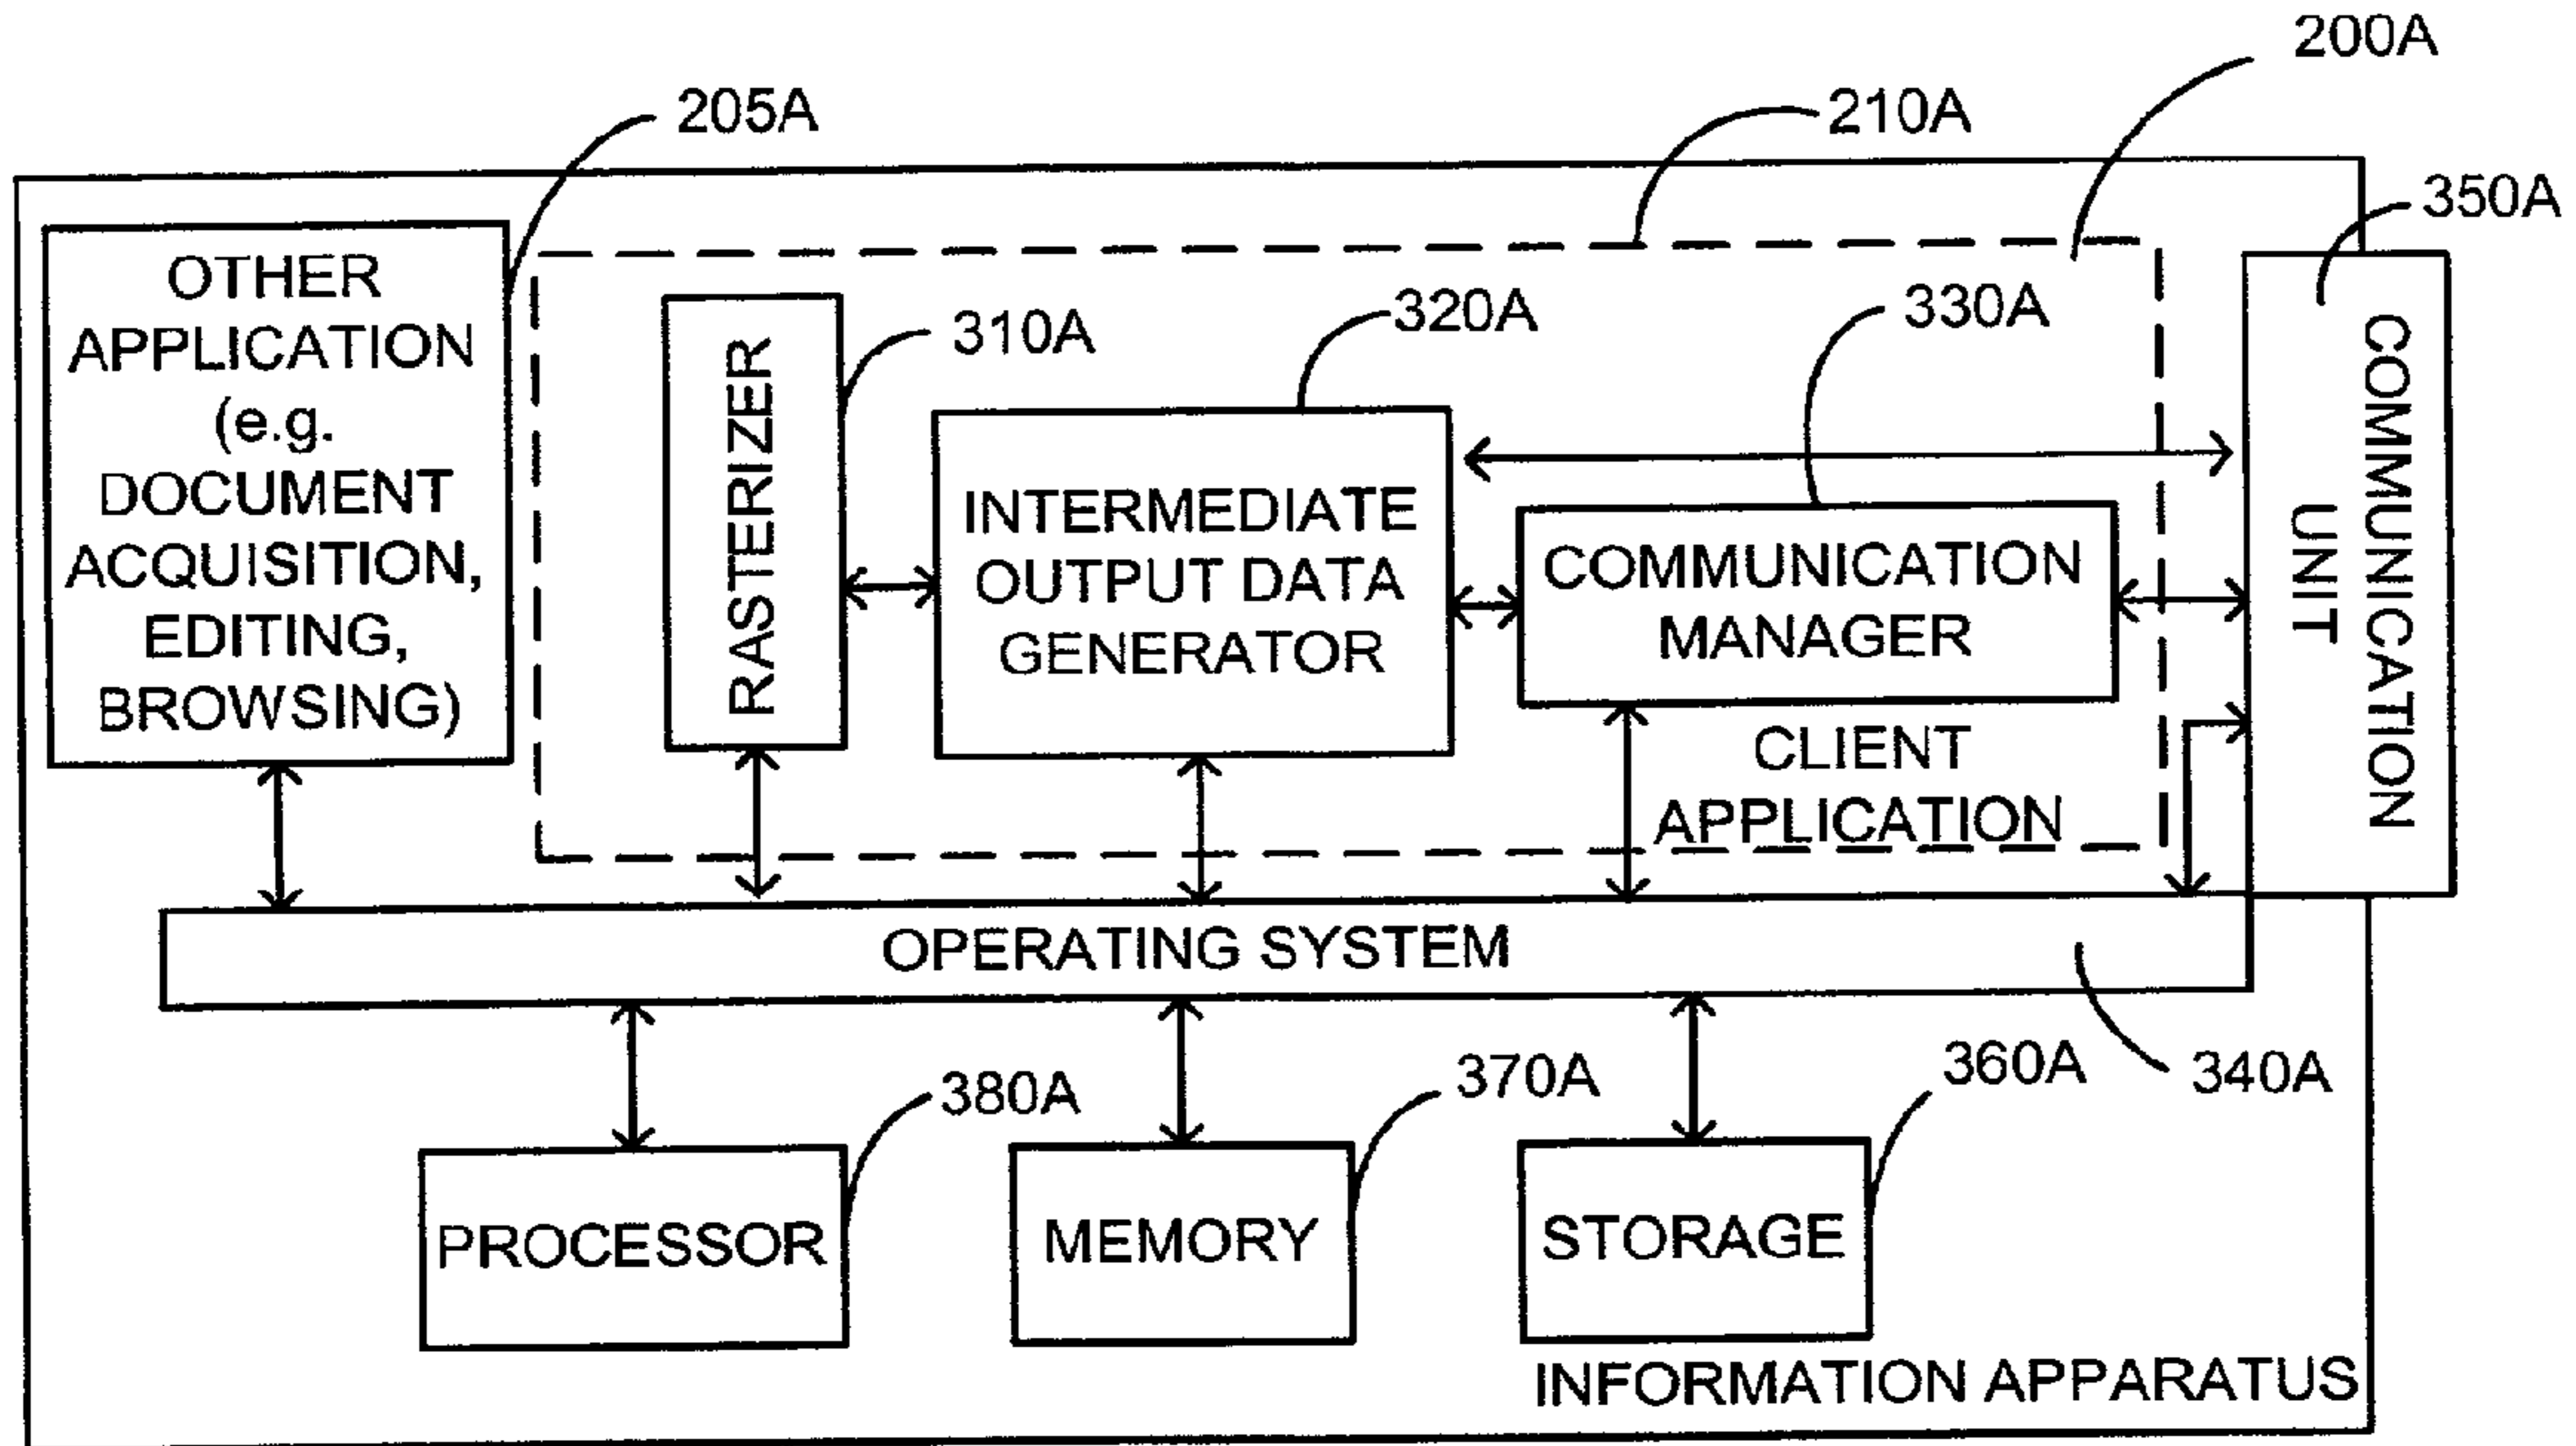 200A
205A
210A
350A
OTHER
APPLICATION
(e.g.
DOCUMENT
ACQUISITION,
EDITING,
BROWSING)
RASTERIZER
310A
320A
330A
INTERMEDIATE
OUTPUT DATA
GENERATOR
COMMUNICATION
MANAGER
CLIENT
APPLICATION
COMMUNICATION
UNIT
OPERATING SYSTEM
380A
370A
360A
340A
PROCESSOR
MEMORY
STORAGE
INFORMATION APPARATUS